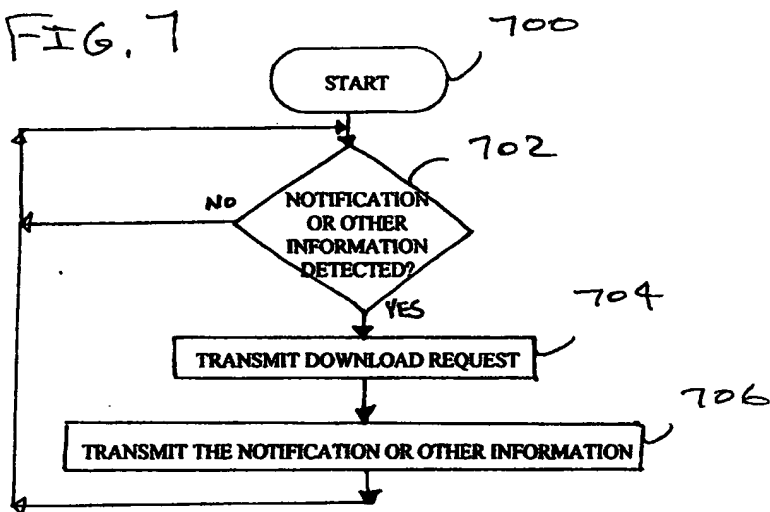 FIG. 7
700
START
702
NO
NOTIFICATION
OR OTHER
INFORMATION
DETECTED?
YES
704
TRANSMIT DOWNLOAD REQUEST
706
TRANSMIT THE NOTIFICATION OR OTHER INFORMATION